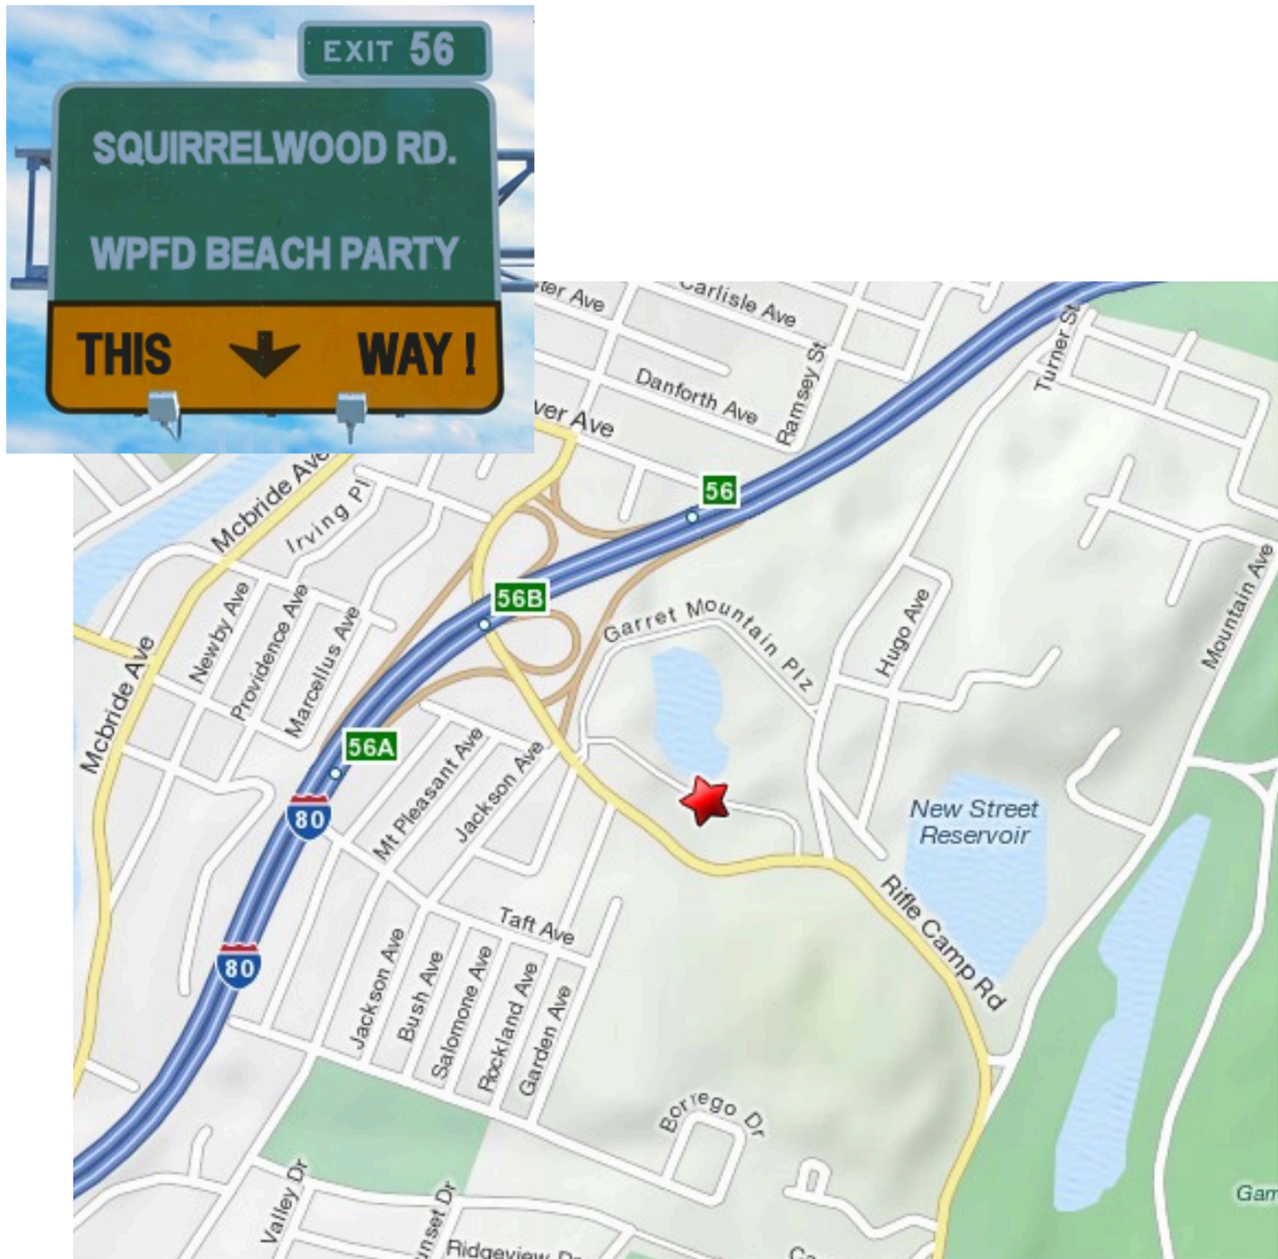 EXIT 56
SQUIRRELWOOD RD.
WPFD BEACH PARTY
THIS WAY !
Carlisle Ave
Danforth Ave
Ramsey St
Turner St
56
Mcbride Ave
Irving Pl
56B
Garret Mountain Plz
Hugo Ave
Mountain Ave
Newby Ave
Providence Ave
Marcellus Ave
Mcbride Ave
56A
Mt Pleasant Ave
Jackson Ave
80
New Street
Reservoir
Rifle Camp Rd
Taft Ave
80
Jackson Ave
Bush Ave
Salomone Ave
Rockland Ave
Garden Ave
Borrego Dr
Valley Dr